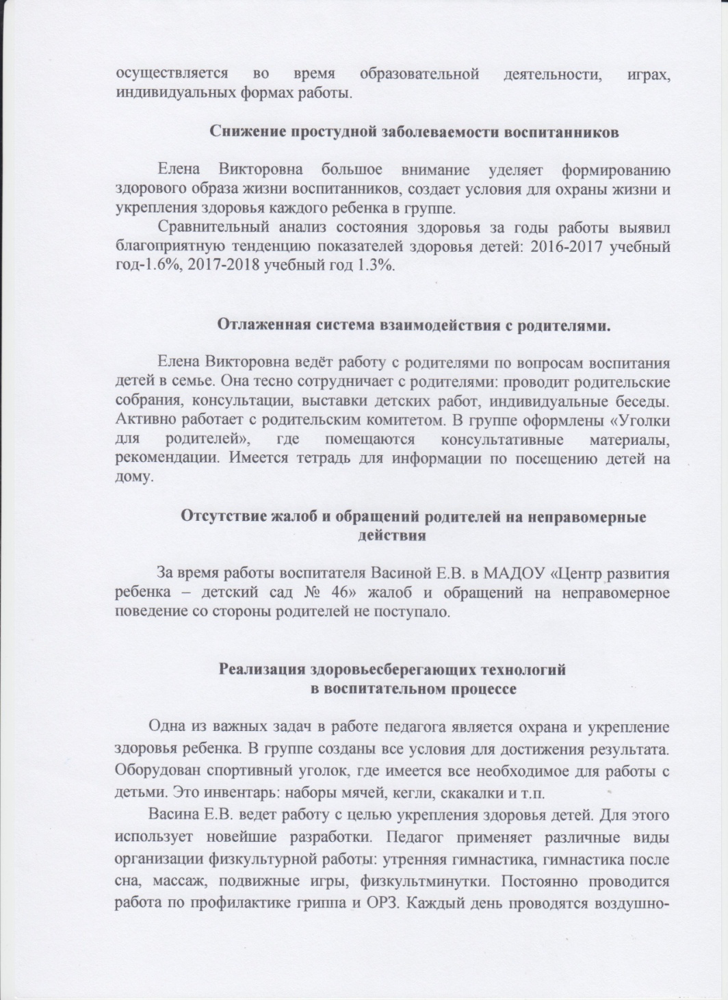 осуществляется во время образовательной деятельности, играх,
индивидуальных формах работы.
Снижение простудной заболеваемости воспитанников
Елена Викторовна большое внимание уделяет формированию
здорового образа жизни воспитанников, создает условия для охраны жизни и
укрепления здоровья каждого ребенка в группе.
Сравнительный анализ состояния здоровья за годы работы выявил
благоприятную тенденцию показателей здоровья детей: 2016-2017 учебный
год-1.6%, 2017-2018 учебный год 1.3%.
Отлаженная система взаимодействия с родителями.
Елена Викторовна ведёт работу с родителями по вопросам воспитания
детей в семье. Она тесно сотрудничает с родителями: проводит родительские
собрания, консультации, выставки детских работ, индивидуальные беседы.
Активно работает с родительским комитетом. В группе оформлены «Уголки
для родителей», где помещаются консультативные материалы,
рекомендации. Имеется тетрадь для информации по посещению детей на
дому.
Отсутствие жалоб и обращений родителей на неправомерные
действия
За время работы воспитателя Васиной Е.В. в МАДОУ «Центр развития
ребенка – детский сад № 46» жалоб и обращений на неправомерное
поведение со стороны родителей не поступало.
Реализация здоровьесберегающих технологий
в воспитательном процессе
Одна из важных задач в работе педагога является охрана и укрепление
здоровья ребенка. В группе созданы все условия для достижения результата.
Оборудован спортивный уголок, где имеется все необходимое для работы с
детьми. Это инвентарь: наборы мячей, кегли, скакалки и т.п.
Васина Е.В. ведет работу с целью укрепления здоровья детей. Для этого
использует новейшие разработки. Педагог применяет различные виды
организации физкультурной работы: утренняя гимнастика, гимнастика после
сна, массаж, подвижные игры, физкультминутки. Постоянно проводится
работа по профилактике гриппа и ОРЗ. Каждый день проводятся воздушно-